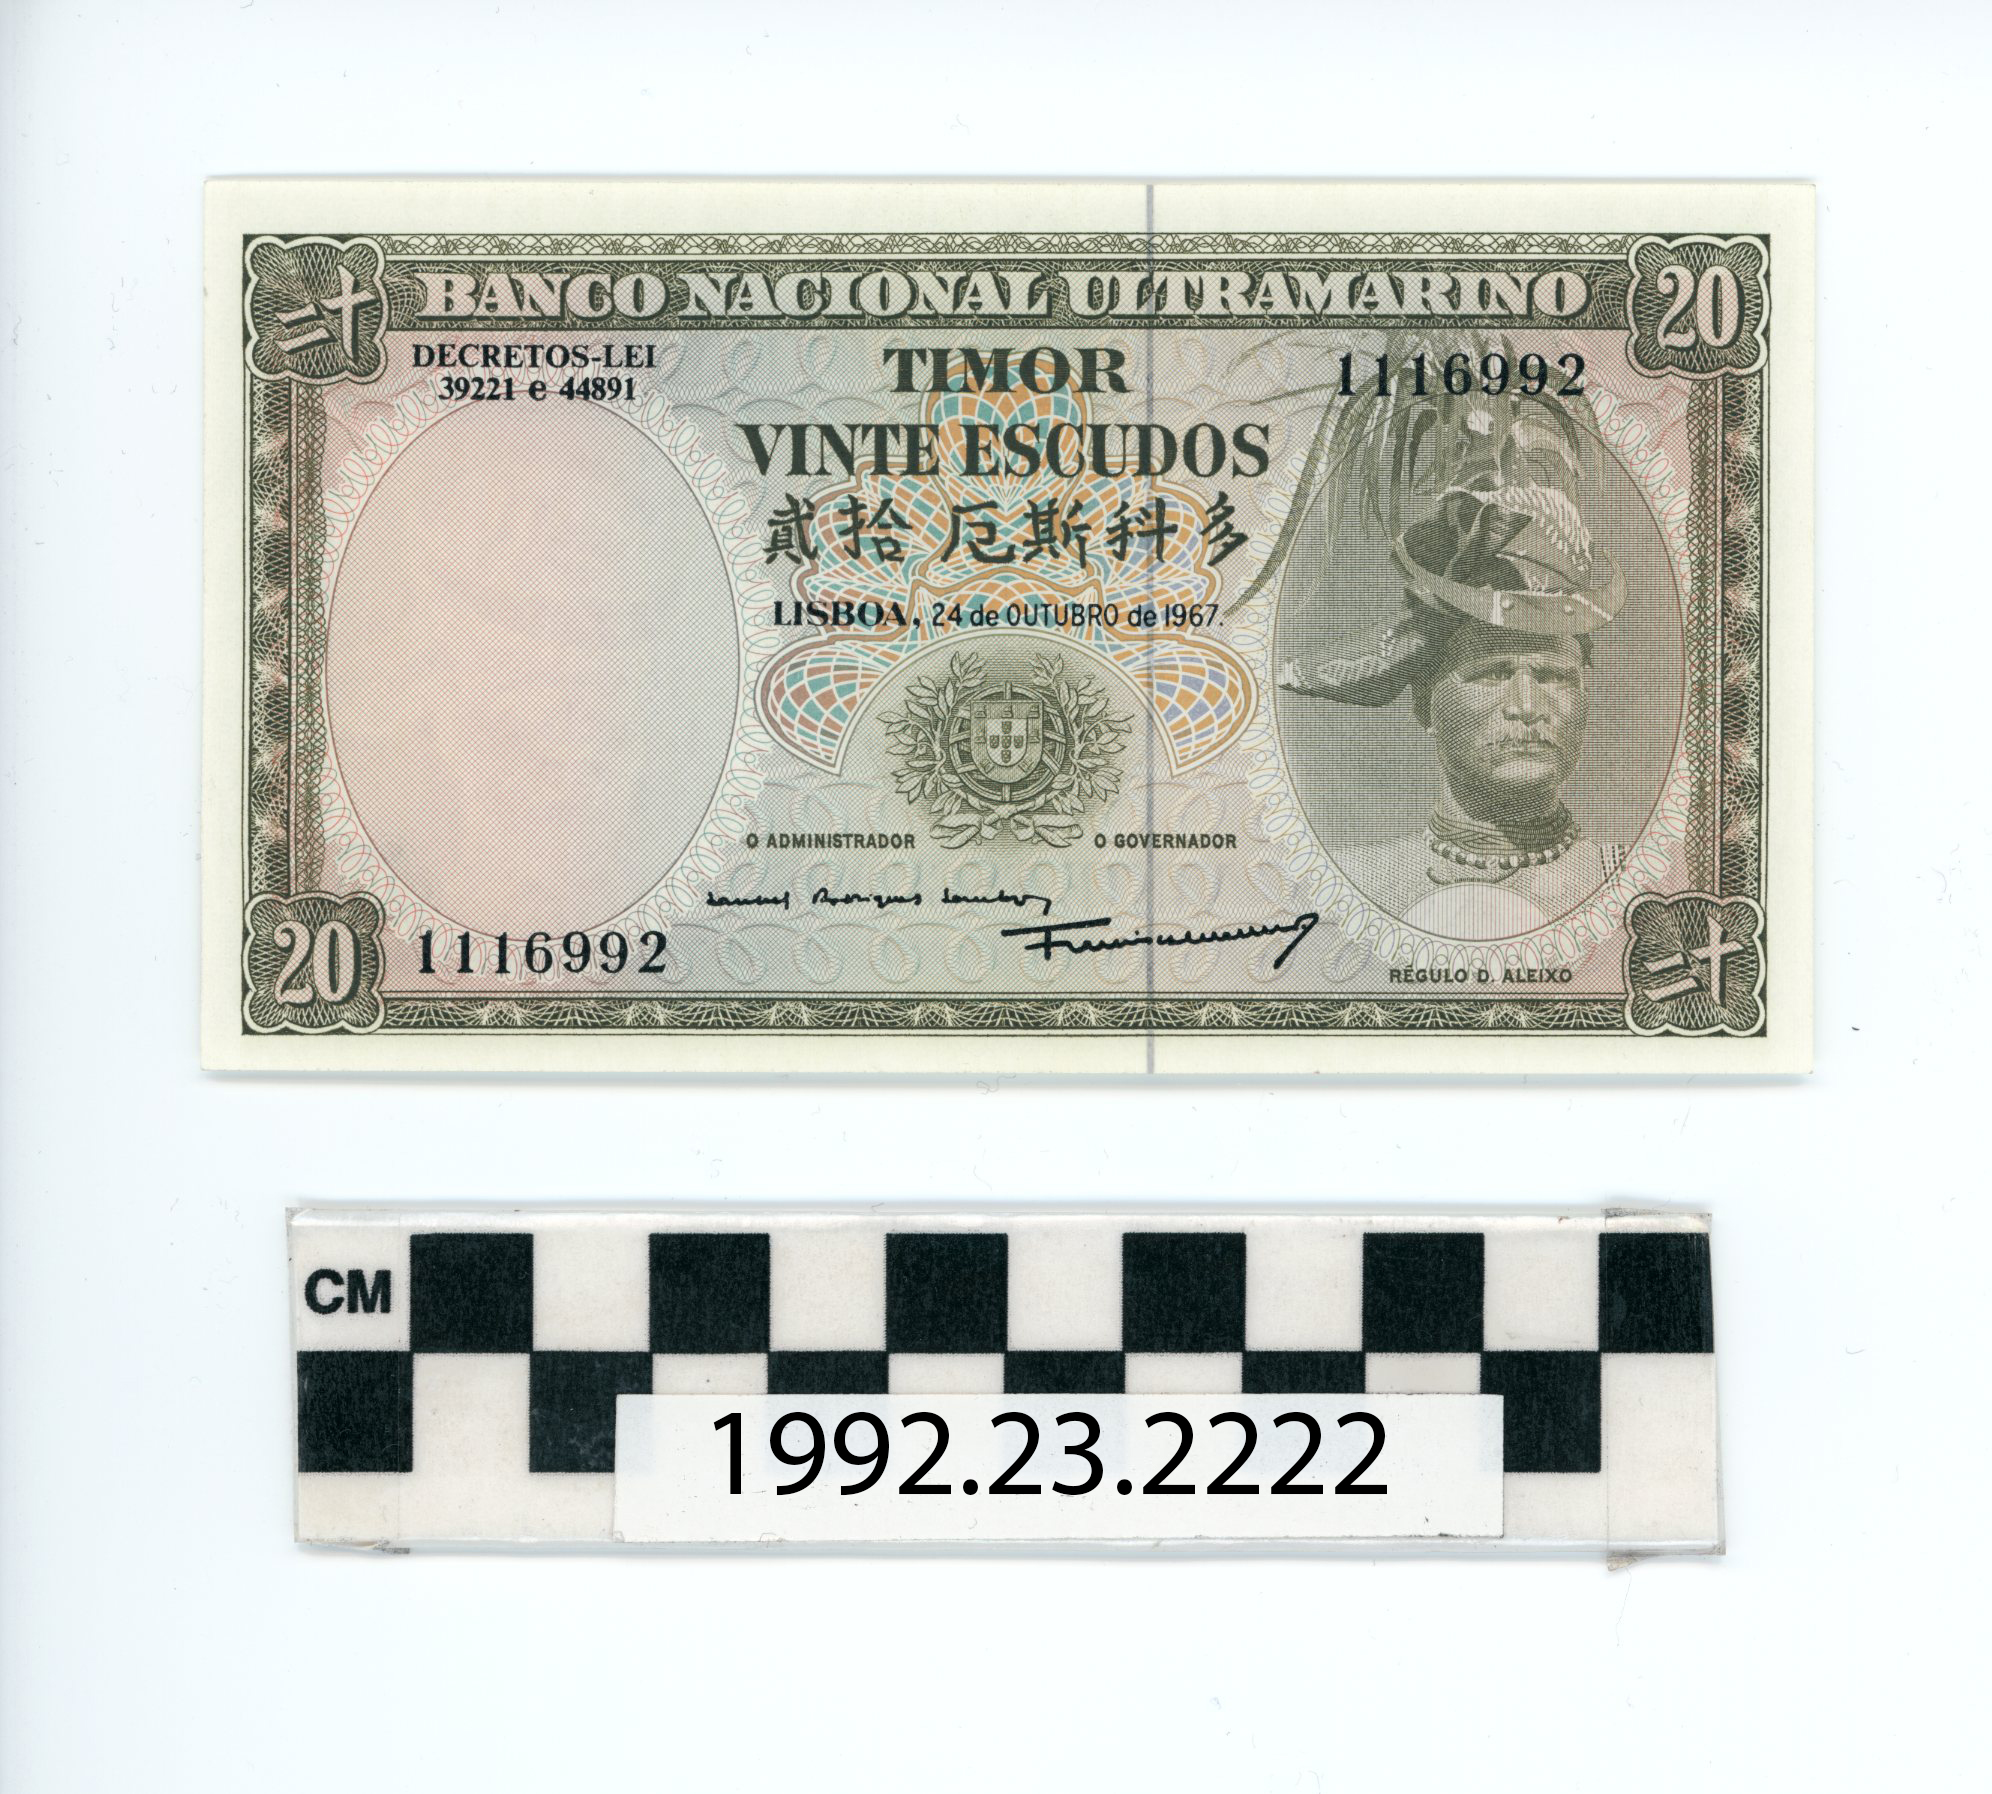 二十
BANCO NACIONAL ULTRAMARINO
20
DECRETOS-LEI
39221 e 44891
TIMOR
1116992
VINTE ESCUDOS
貳拾 厄斯科多
LISBOA, 24 de OUTUBRO de 1967.
O ADMINISTRADOR
O GOVERNADOR
20
1116992
RÉGULO D. ALEIXO
二十
CM
1992.23.2222